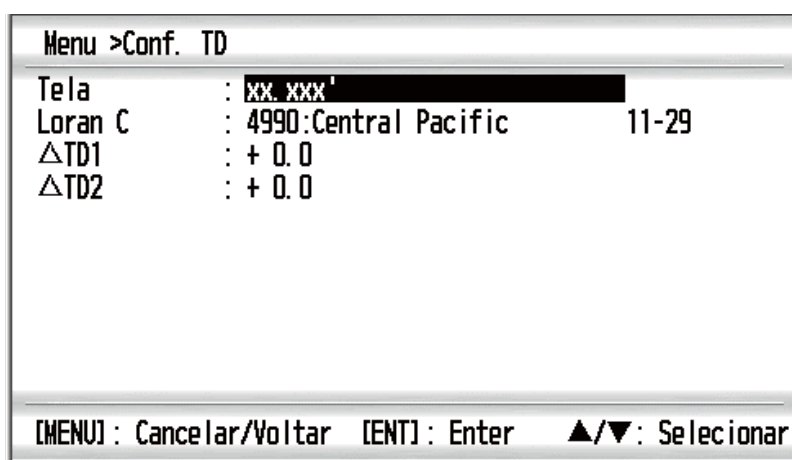 Menu >Conf. TD
Tela : xx.xxx'
Loran C : 4990:Central Pacific 11-29
△TD1 : + 0.0
△TD2 : + 0.0
[MENU]: Cancelar/Voltar [ENT]: Enter ▲/▼: Selecionar